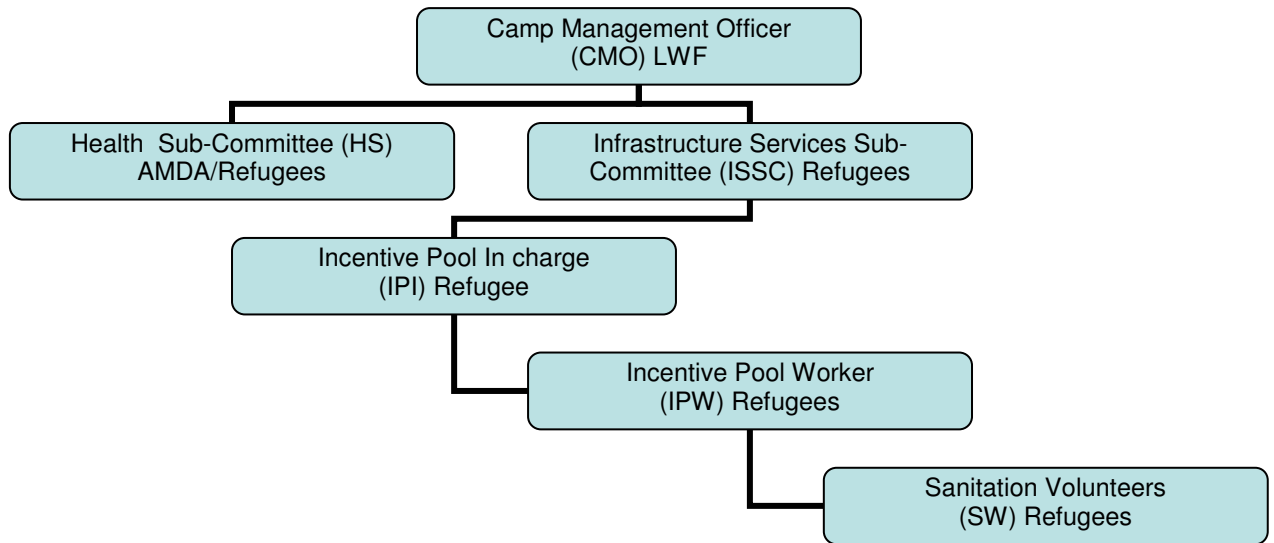 Camp Management Officer
(CMO) LWF
Health Sub-Committee (HS)
AMDA/Refugees
Infrastructure Services Sub-
Committee (ISSC) Refugees
Incentive Pool In charge
(IPI) Refugee
Incentive Pool Worker
(IPW) Refugees
Sanitation Volunteers
(SW) Refugees